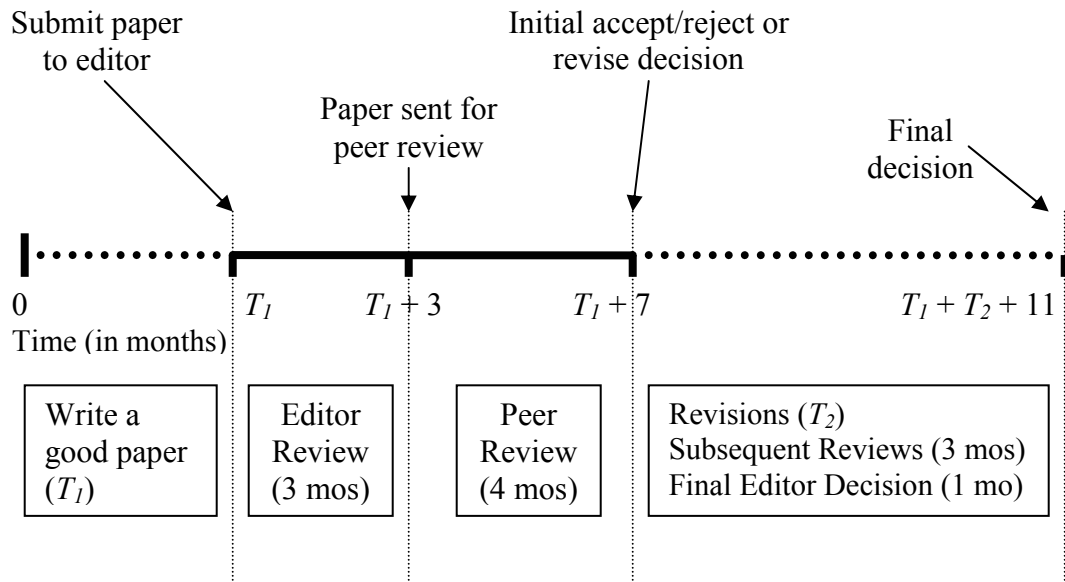 Submit paper
to editor
Initial accept/reject or
revise decision
Paper sent for
peer review
Final
decision
0
T1
T1 + 3
T1 + 7
T1 + T2 + 11
Time (in months)
Write a
good paper
(T1)
Editor
Review
(3 mos)
Peer
Review
(4 mos)
Revisions (T2)
Subsequent Reviews (3 mos)
Final Editor Decision (1 mo)